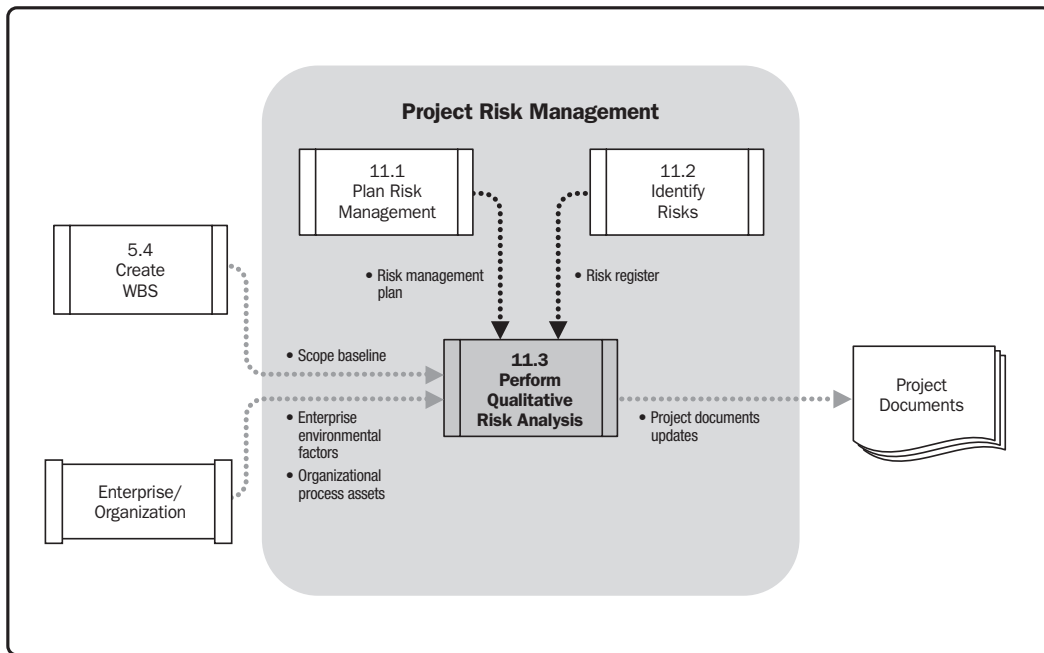 Project Risk Management
11.1
Plan Risk
Management
11.2
Identify
Risks
5.4
Create
WBS
• Risk management
plan
• Risk register
• Scope baseline
11.3
Perform
Qualitative
Risk Analysis
Project
Documents
• Enterprise
environmental
factors
• Organizational
process assets
• Project documents
updates
Enterprise/
Organization